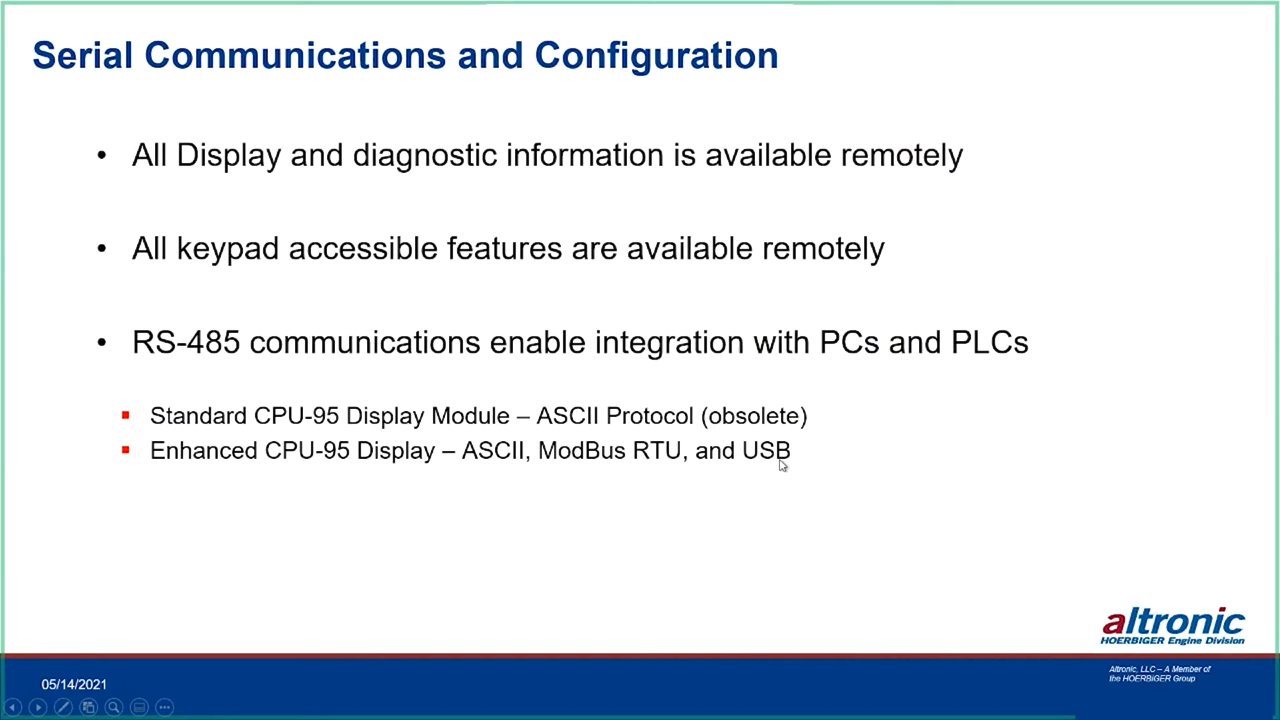 Serial Communications and Configuration
• All Display and diagnostic information is available remotely
• All keypad accessible features are available remotely
• RS-485 communications enable integration with PCs and PLCs
▪ Standard CPU-95 Display Module – ASCII Protocol (obsolete)
▪ Enhanced CPU-95 Display – ASCII, ModBus RTU, and USB
altronic
HOERBIGER Engine Division
Altronic, LLC – A Member of
the HOERBIGER Group
05/14/2021